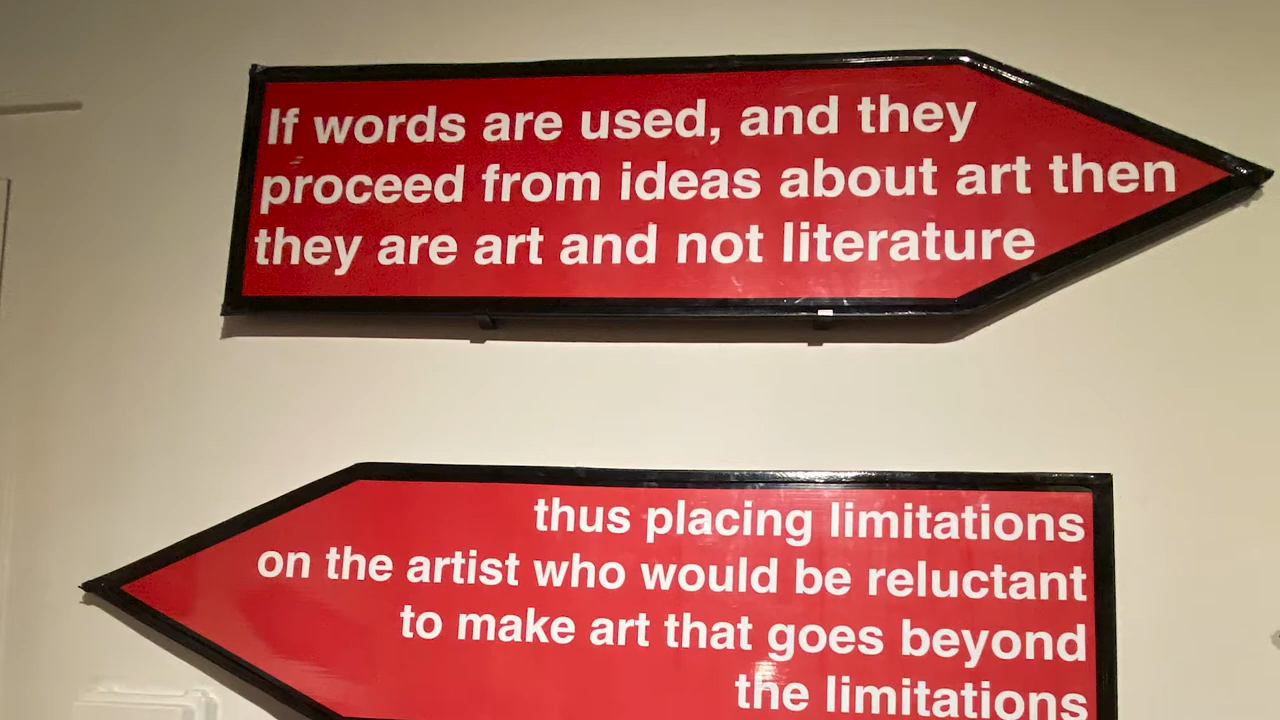 If words are used, and they
proceed from ideas about art then
they are art and not literature
thus placing limitations
on the artist who would be reluctant
to make art that goes beyond
the limitations